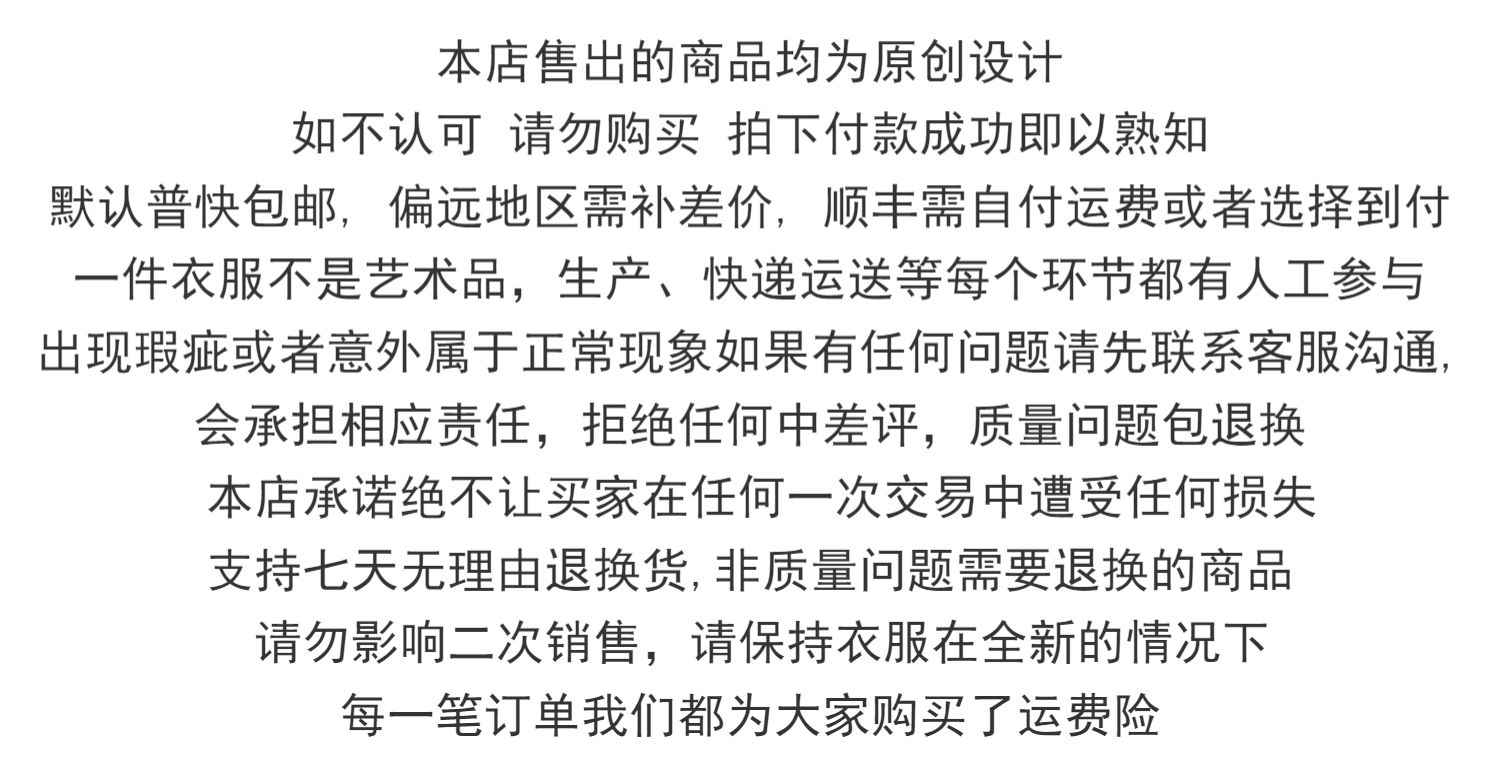 本店售出的商品均为原创设计
如不认可 请勿购买 拍下付款成功即以熟知
默认普快包邮, 偏远地区需补差价, 顺丰需自付运费或者选择到付
一件衣服不是艺术品，生产、快递运送等每个环节都有人工参与
出现瑕疵或者意外属于正常现象如果有任何问题请先联系客服沟通,
会承担相应责任，拒绝任何中差评，质量问题包退换
本店承诺绝不让买家在任何一次交易中遭受任何损失
支持七天无理由退换货,非质量问题需要退换的商品
请勿影响二次销售，请保持衣服在全新的情况下
每一笔订单我们都为大家购买了运费险